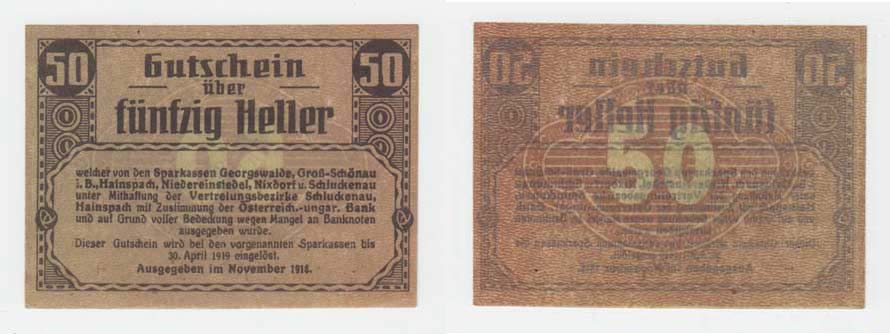 50 Gutschein 50
über
fünfzig Heller
welcher von den Sparkassen Georgswalde, Groß-Schönau
i. B., Hainspach, Niedereinsiedel, Nixdorf u. Schluckenau
unter Mithaftung der Vertretungsbezirke Schluckenau,
Hainspach mit Zustimmung der Österreich.-ungar. Bank
und auf Grund voller Bedeckung wegen Mangel an Banknoten
ausgegeben wurde.
Dieser Gutschein wird bei den vorgenannten Sparkassen bis
30. April 1919 eingelöst.
Ausgegeben im November 1918.
50